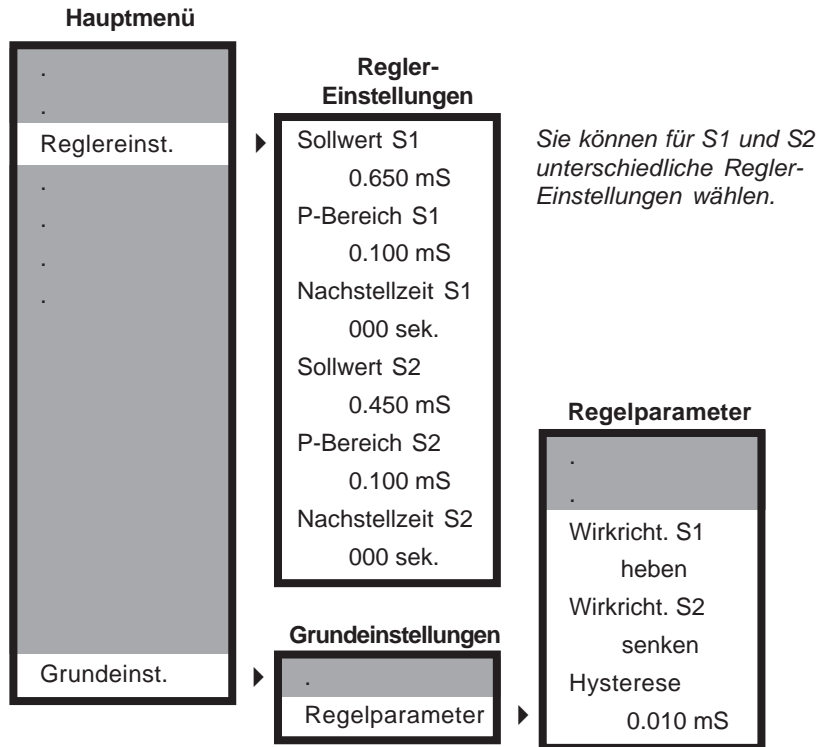 Hauptmenü
.
.
Reglereinst.
.
.
.
.
Grundeinst.
Regler-
Einstellungen
Sollwert S1
0.650 mS
P-Bereich S1
0.100 mS
Nachstellzeit S1
000 sek.
Sollwert S2
0.450 mS
P-Bereich S2
0.100 mS
Nachstellzeit S2
000 sek.
Sie können für S1 und S2
unterschiedliche Regler-
Einstellungen wählen.
Grundeinstellungen
.
Regelparameter
Regelparameter
.
.
Wirkricht. S1
heben
Wirkricht. S2
senken
Hysterese
0.010 mS